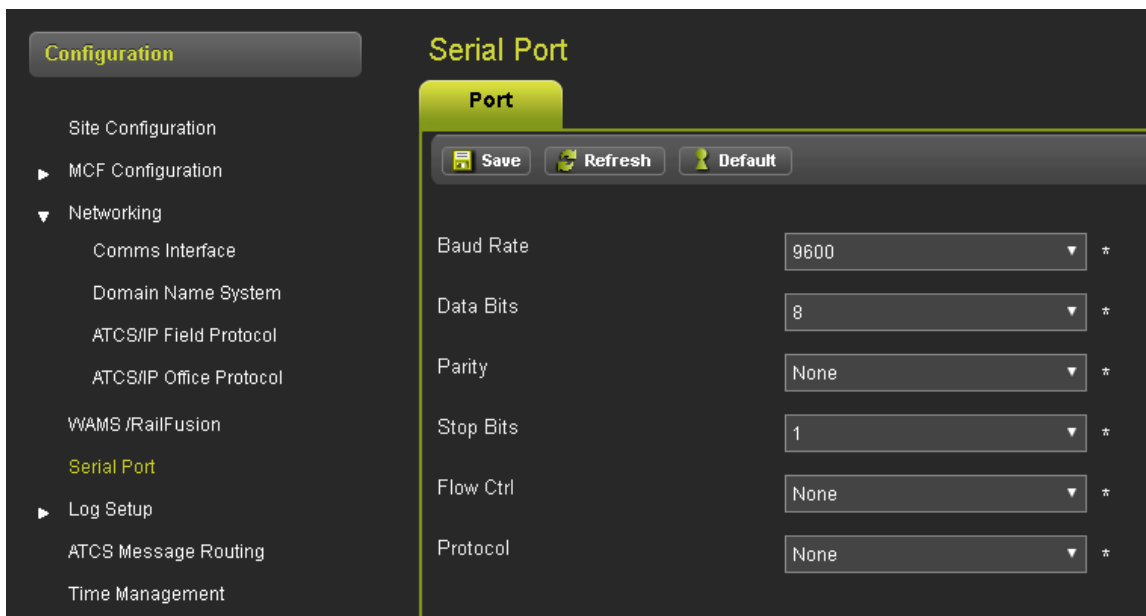 Configuration
Site Configuration
MCF Configuration
Networking
Comms Interface
Domain Name System
ATCS/IP Field Protocol
ATCS/IP Office Protocol
WAMS /RailFusion
Serial Port
Log Setup
ATCS Message Routing
Time Management
Serial Port
Port
Save Refresh Default
Baud Rate 9600 *
Data Bits 8 *
Parity None *
Stop Bits 1 *
Flow Ctrl None *
Protocol None *